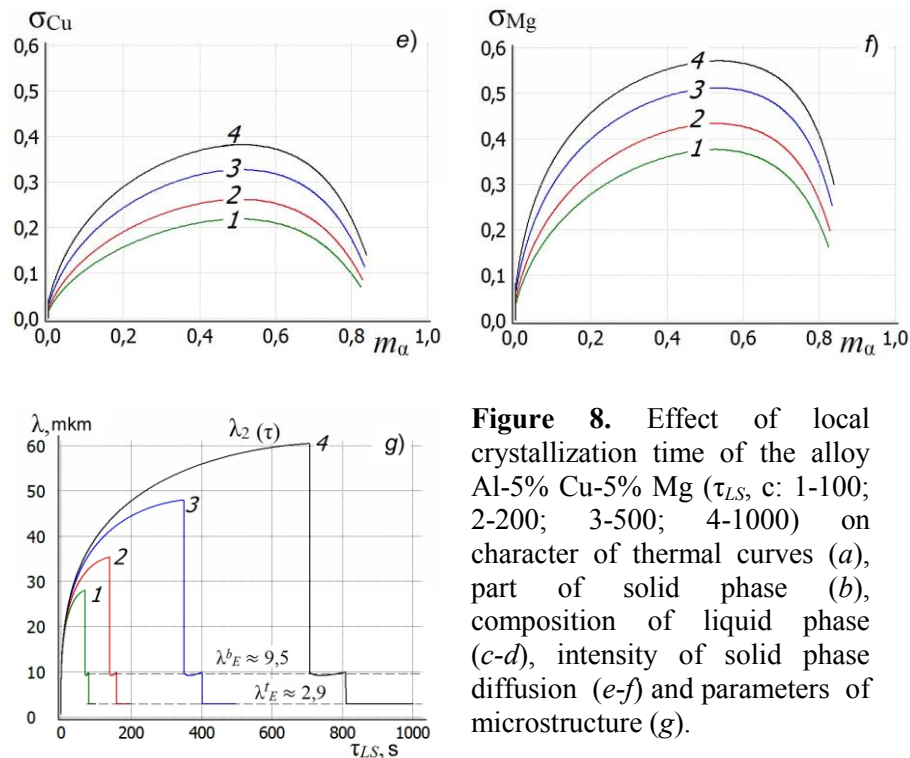 σCu
e)
0,6
0,5
0,4
0,3
0,2
0,1
0,0
4
3
2
1
0,0 0,2 0,4 0,6 0,8 1,0
mα
σMg
f)
0,6
0,5
0,4
0,3
0,2
0,1
0,0
4
3
2
1
0,0 0,2 0,4 0,6 0,8 1,0
mα
λ, mkm
λ2 (τ)
g)
60
50
40
30
20
10
0
4
3
2
1
λᵇE ≈ 9,5
λᵗE ≈ 2,9
0 200 400 600 800 1000
τLS, s
Figure 8. Effect of local
crystallization time of the alloy
Al-5% Cu-5% Mg (τLS, c: 1-100;
2-200; 3-500; 4-1000) on
character of thermal curves (a),
part of solid phase (b),
composition of liquid phase
(c-d), intensity of solid phase
diffusion (e-f) and parameters of
microstructure (g).